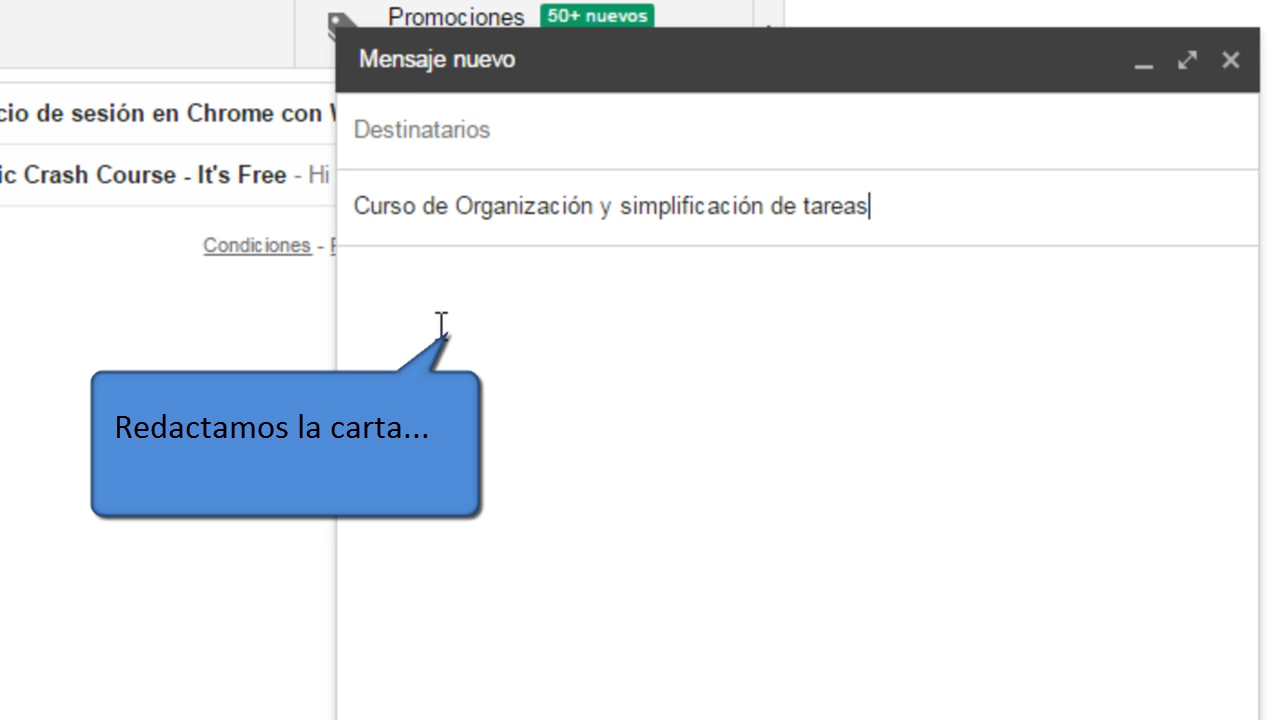 Promociones 50+ nuevos
Mensaje nuevo
cio de sesión en Chrome con
Destinatarios
ic Crash Course - It's Free - Hi
Curso de Organización y simplificación de tareas
Condiciones -
Redactamos la carta...